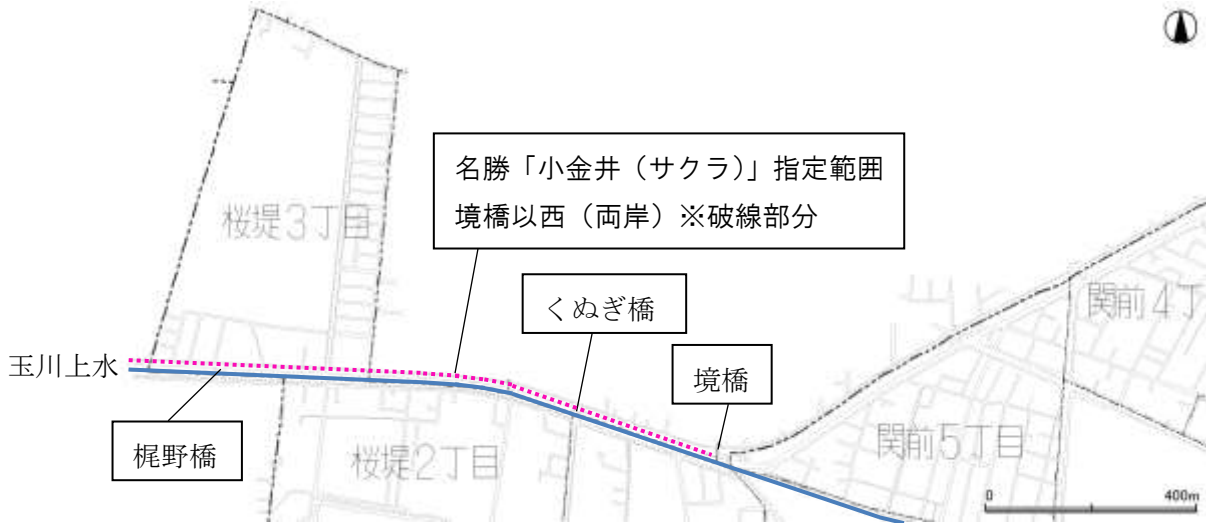 名勝「小金井（サクラ）」指定範囲
境橋以西（両岸）※破線部分
桜堤3丁目
くぬぎ橋
関前4丁
玉川上水
境橋
梶野橋
桜堤2丁目
関前5丁目
0
400m